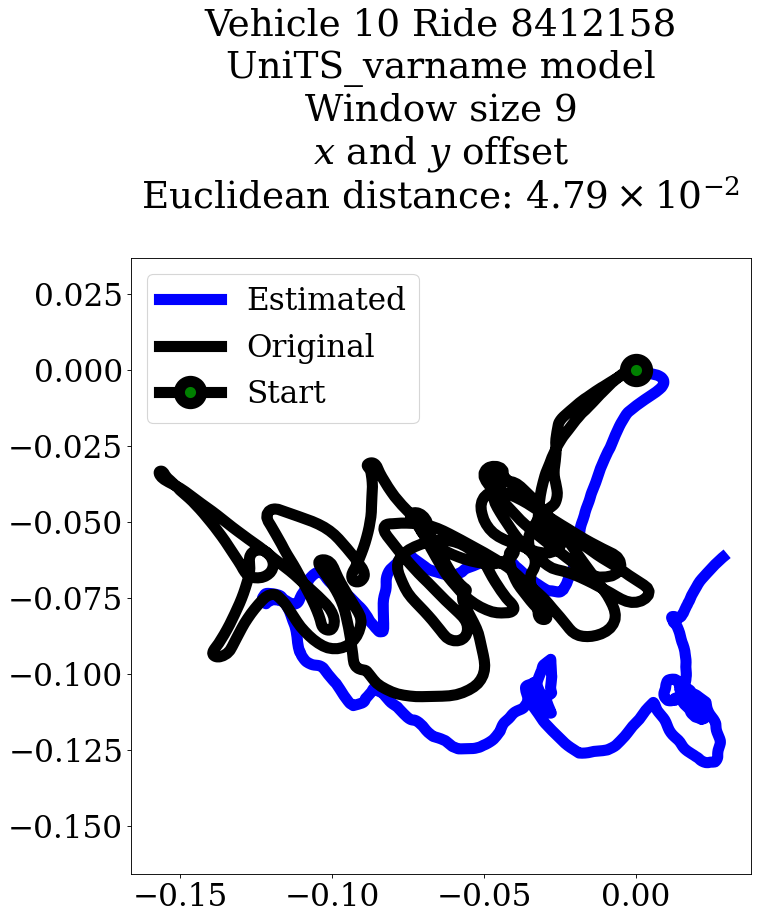 Vehicle 10 Ride 8412158
UniTS_varname model
Window size 9
x and y offset
Euclidean distance: 4.79 × 10⁻²
Estimated
Original
Start
0.025
0.000
−0.025
−0.050
−0.075
−0.100
−0.125
−0.150
−0.15
−0.10
−0.05
0.00